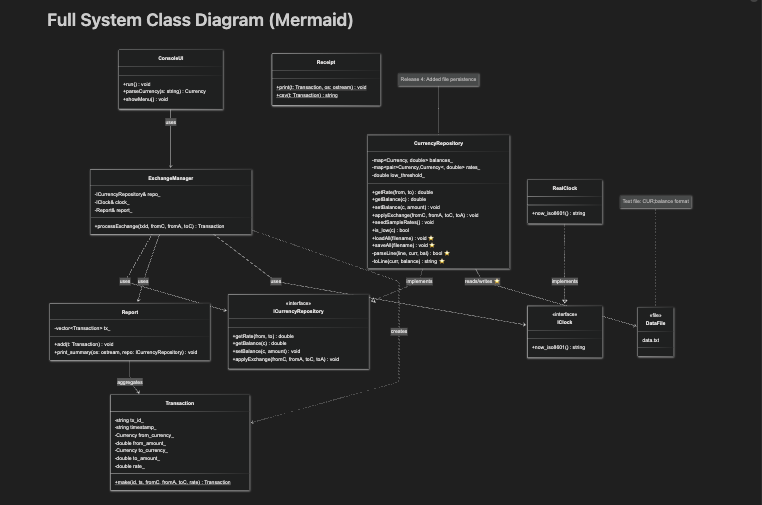 Full System Class Diagram (Mermaid)
ConsoleUI
+run() : void
+parseCurrency(s: string) : Currency
+showMenu() : void
Receipt
+print(t: Transaction, os: ostream) : void
+csv(t: Transaction) : string
Release 4: Added file persistence
uses
CurrencyRepository
-map<Currency, double> balances_
-map<pair<Currency,Currency>, double> rates_
-double low_threshold_
+getRate(from, to) : double
+getBalance(c) : double
+setBalance(c, amount) : void
+applyExchange(fromC, fromA, toC, toA) : void
+seedSampleRates() : void
+is_low(c) : bool
+loadAll(filename) : void ⭐
+saveAll(filename) : void ⭐
-parseLine(line, curr, bal) : bool ⭐
-toLine(curr, balance) : string ⭐
ExchangeManager
-ICurrencyRepository& repo_
-IClock& clock_
-Report& report_
+processExchange(txId, fromC, fromA, toC) : Transaction
RealClock
+now_iso8601() : string
Test file: CUR;balance format
uses
uses
uses
implements
reads/writes ⭐
implements
Report
-vector<Transaction> tx_
+add(t: Transaction) : void
+print_summary(os: ostream, repo: ICurrencyRepository) : void
«interface»
ICurrencyRepository
+getRate(from, to) : double
+getBalance(c) : double
+setBalance(c, amount) : void
+applyExchange(fromC, fromA, toC, toA) : void
creates
«interface»
IClock
+now_iso8601() : string
«file»
DataFile
data.txt
aggregates
Transaction
-string tx_id_
-string timestamp_
-Currency from_currency_
-double from_amount_
-Currency to_currency_
-double to_amount_
-double rate_
+make(id, ts, fromC, fromA, toC, toA, rate) : Transaction